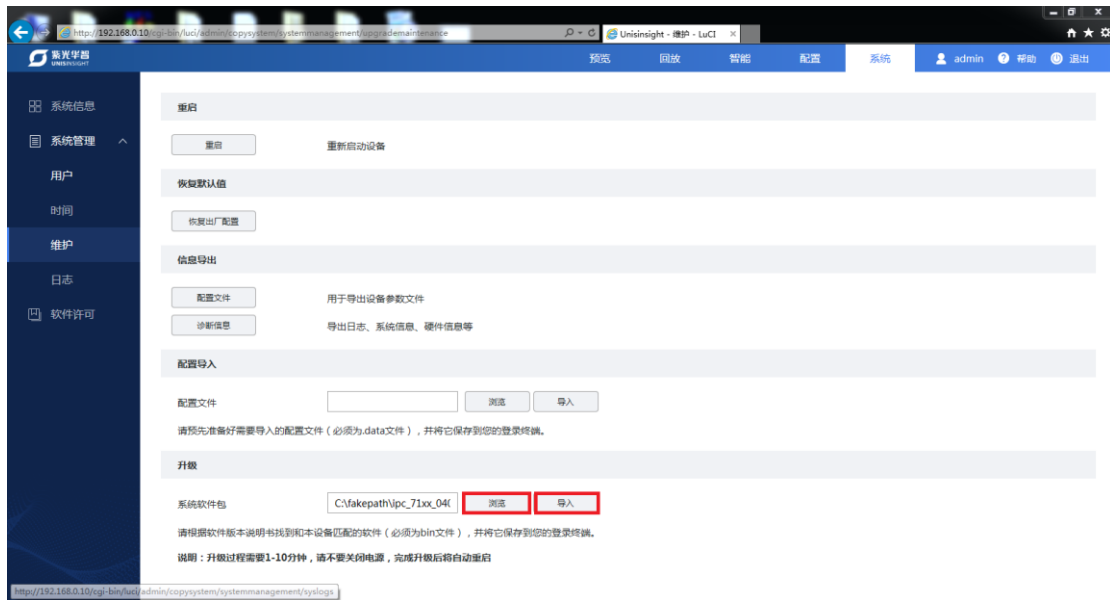 http://192.168.0.10/cgi-bin/luci/admin/copysystem/systemmanagement/upgrademaintenance
Unisinsight - 维护 - LuCI
紫光华智
UNISINSIGHT
预览 回放 智能 配置 系统 admin 帮助 退出
系统信息
系统管理
用户
时间
维护
日志
软件许可
重启
重启 重新启动设备
恢复默认值
恢复出厂配置
信息导出
配置文件 用于导出设备参数文件
诊断信息 导出日志、系统信息、硬件信息等
配置导入
配置文件 浏览 导入
请预先准备好需要导入的配置文件（必须为.data文件），并将它保存到您的登录终端。
升级
系统软件包 C:\fakepath\ipc_71xx_04( 浏览 导入
请根据软件版本说明书找到和本设备匹配的软件（必须为bin文件），并将它保存到您的登录终端。
说明：升级过程需要1-10分钟，请不要关闭电源，完成升级后将自动重启
http://192.168.0.10/cgi-bin/luci/admin/copysystem/systemmanagement/syslogs